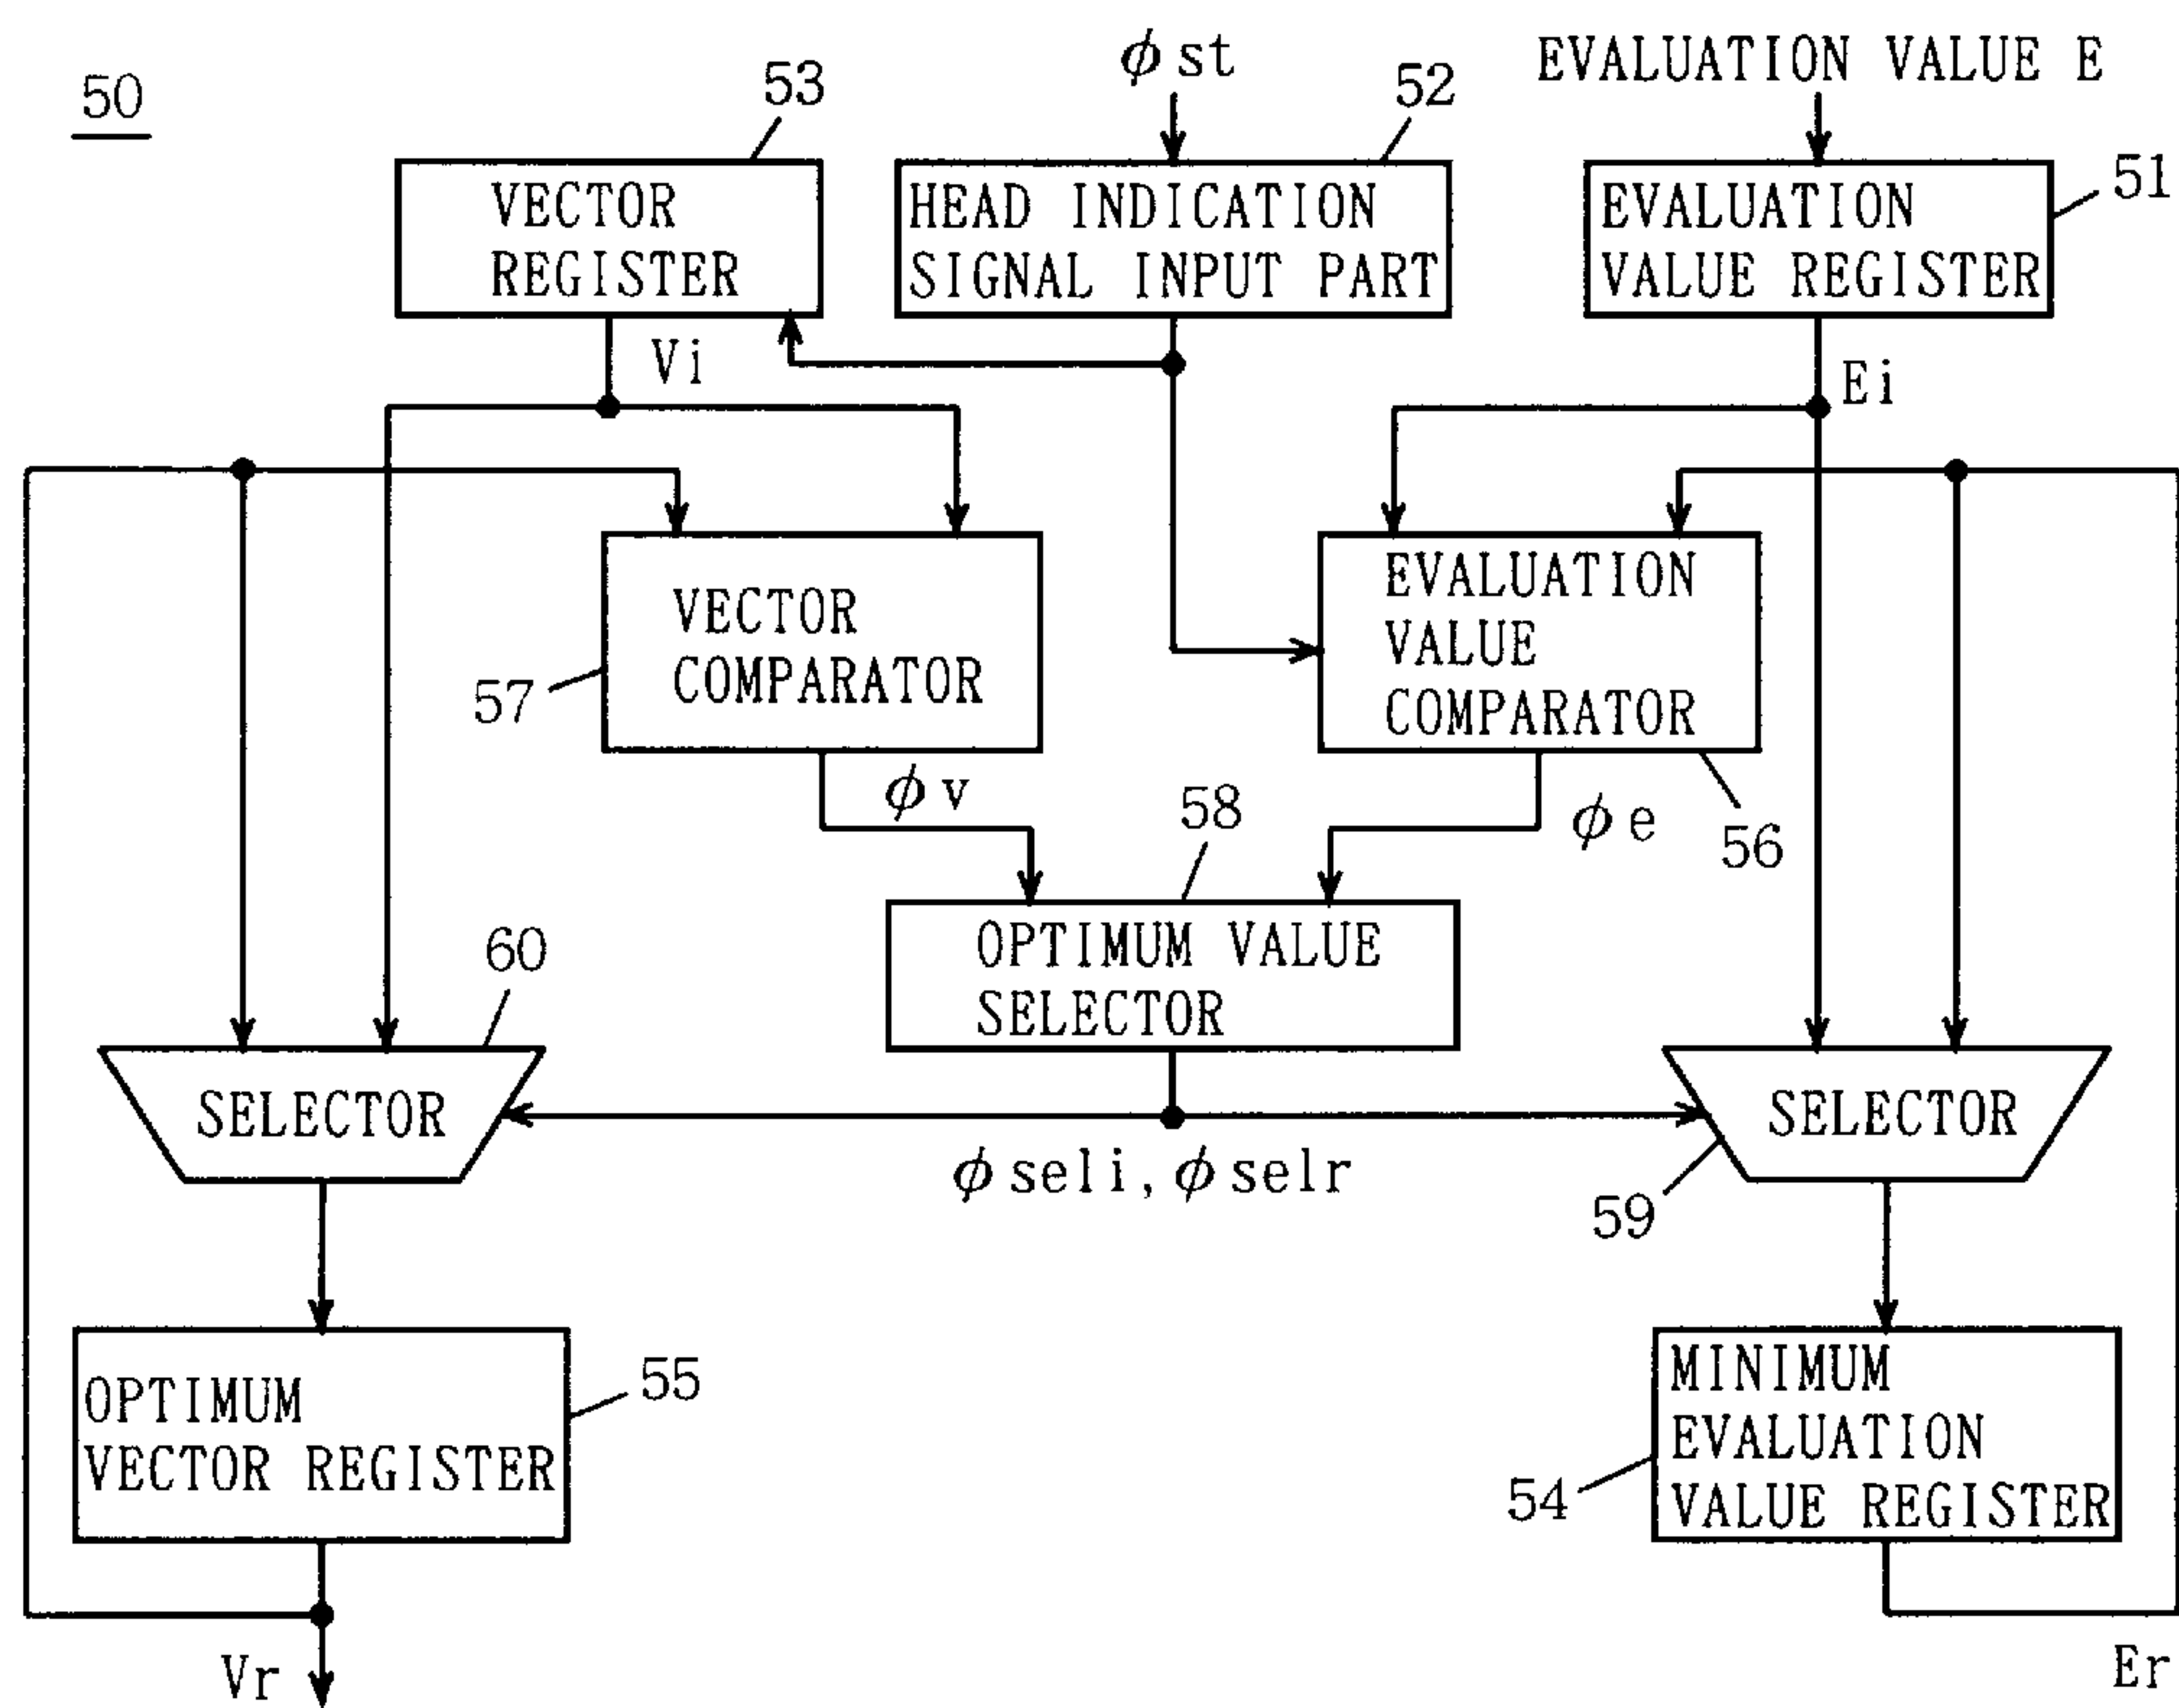 50
53
φst
52
EVALUATION VALUE E
51
VECTOR
REGISTER
HEAD INDICATION
SIGNAL INPUT PART
EVALUATION
VALUE REGISTER
Vi
Ei
VECTOR
COMPARATOR
57
EVALUATION
VALUE
COMPARATOR
56
φv
58
φe
OPTIMUM VALUE
SELECTOR
60
SELECTOR
φseli, φselr
SELECTOR
59
OPTIMUM
VECTOR REGISTER
55
MINIMUM
EVALUATION
VALUE REGISTER
54
Vr
Er